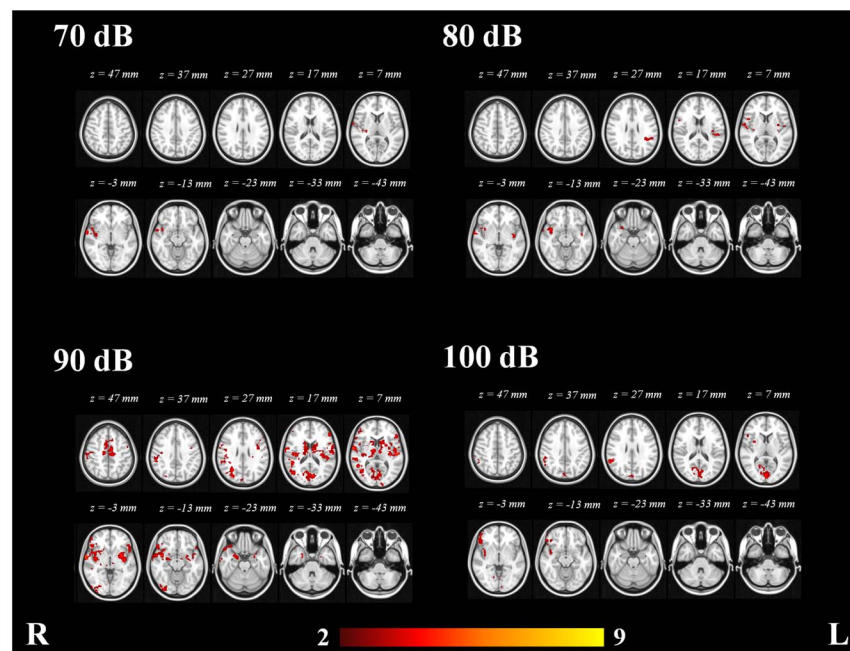 70 dB
z = 47 mm z = 37 mm z = 27 mm z = 17 mm z = 7 mm
z = -3 mm z = -13 mm z = -23 mm z = -33 mm z = -43 mm
80 dB
z = 47 mm z = 37 mm z = 27 mm z = 17 mm z = 7 mm
z = -3 mm z = -13 mm z = -23 mm z = -33 mm z = -43 mm
90 dB
z = 47 mm z = 37 mm z = 27 mm z = 17 mm z = 7 mm
z = -3 mm z = -13 mm z = -23 mm z = -33 mm z = -43 mm
100 dB
z = 47 mm z = 37 mm z = 27 mm z = 17 mm z = 7 mm
z = -3 mm z = -13 mm z = -23 mm z = -33 mm z = -43 mm
R 2 9 L